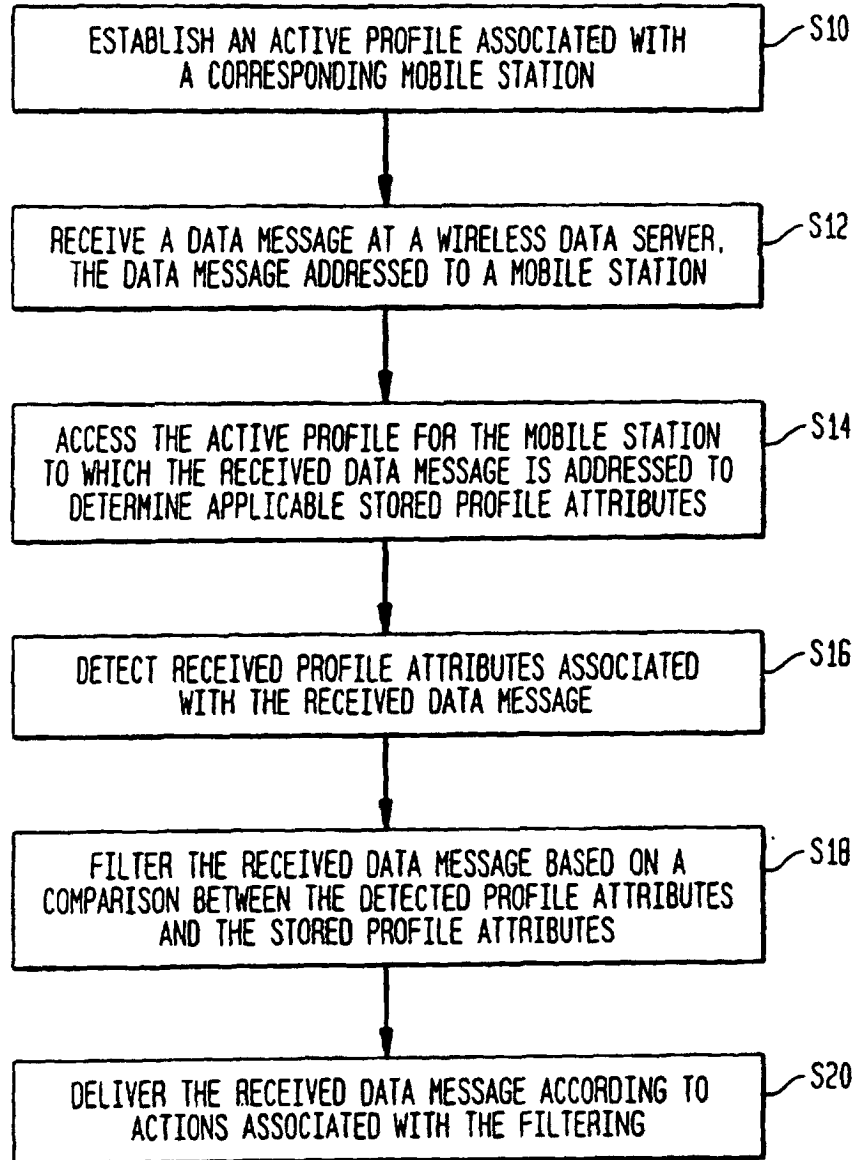 ESTABLISH AN ACTIVE PROFILE ASSOCIATED WITH
A CORRESPONDING MOBILE STATION
S10
RECEIVE A DATA MESSAGE AT A WIRELESS DATA SERVER,
THE DATA MESSAGE ADDRESSED TO A MOBILE STATION
S12
ACCESS THE ACTIVE PROFILE FOR THE MOBILE STATION
TO WHICH THE RECEIVED DATA MESSAGE IS ADDRESSED TO
DETERMINE APPLICABLE STORED PROFILE ATTRIBUTES
S14
DETECT RECEIVED PROFILE ATTRIBUTES ASSOCIATED
WITH THE RECEIVED DATA MESSAGE
S16
FILTER THE RECEIVED DATA MESSAGE BASED ON A
COMPARISON BETWEEN THE DETECTED PROFILE ATTRIBUTES
AND THE STORED PROFILE ATTRIBUTES
S18
DELIVER THE RECEIVED DATA MESSAGE ACCORDING TO
ACTIONS ASSOCIATED WITH THE FILTERING
S20